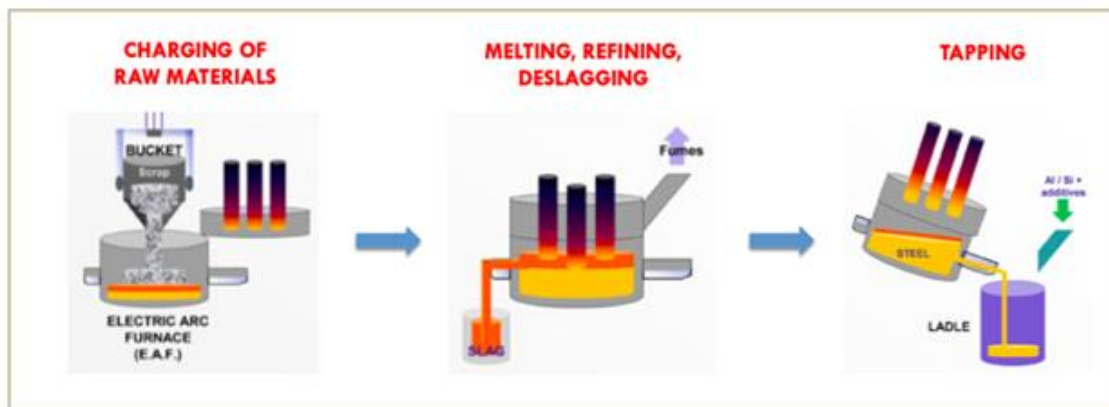 CHARGING OF
RAW MATERIALS
BUCKET
Scrap
ELECTRIC ARC
FURNACE
(E.A.F.)
MELTING, REFINING,
DESLAGGING
Fumes
SLAG
TAPPING
Al / Si +
additives
STEEL
LADLE